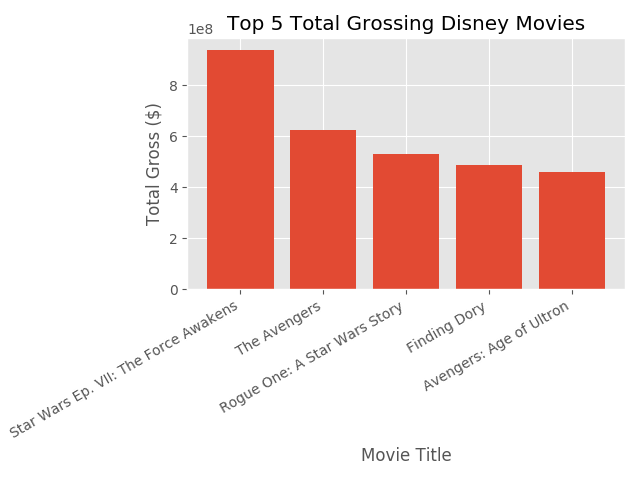 Top 5 Total Grossing Disney Movies
1e8
Total Gross ($)
8
6
4
2
0
Star Wars Ep. VII: The Force Awakens
The Avengers
Rogue One: A Star Wars Story
Finding Dory
Avengers: Age of Ultron
Movie Title